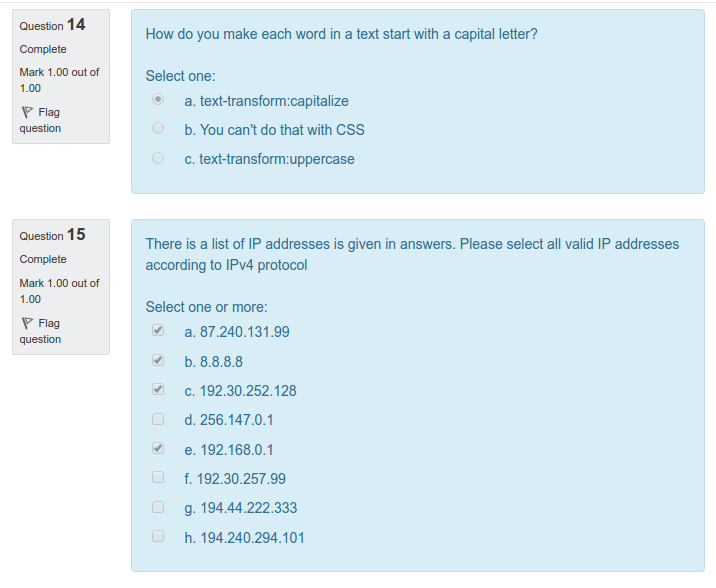 Question 14
Complete
Mark 1.00 out of
1.00
Flag
question
How do you make each word in a text start with a capital letter?
Select one:
a. text-transform:capitalize
b. You can't do that with CSS
c. text-transform:uppercase
Question 15
Complete
Mark 1.00 out of
1.00
Flag
question
There is a list of IP addresses is given in answers. Please select all valid IP addresses
according to IPv4 protocol
Select one or more:
a. 87.240.131.99
b. 8.8.8.8
c. 192.30.252.128
d. 256.147.0.1
e. 192.168.0.1
f. 192.30.257.99
g. 194.44.222.333
h. 194.240.294.101